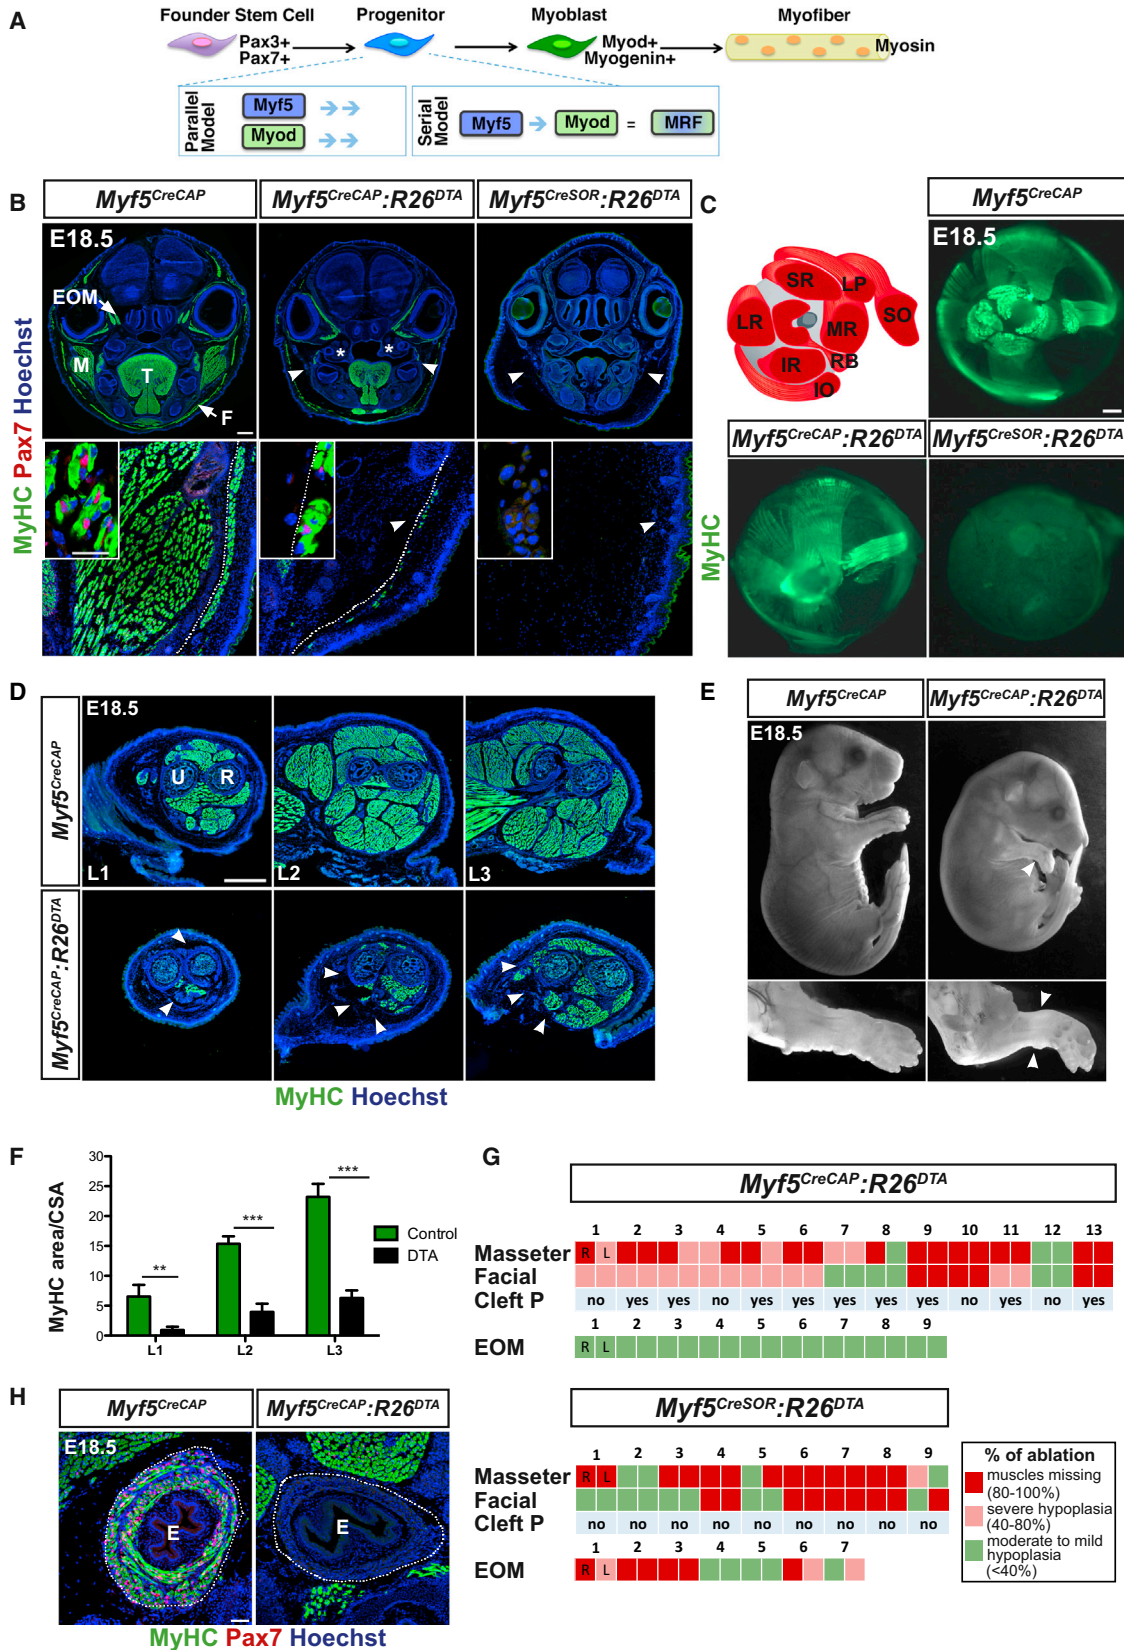 A
Founder Stem Cell
Progenitor
Myoblast
Myofiber
Pax3+
Pax7+
Myod+
Myogenin+
Myosin
Parallel
Model
Myf5
Myod
Serial
Model
Myf5
Myod
=
MRF
B
Myf5CreCAP
Myf5CreCAP:R26DTA
Myf5CreSOR:R26DTA
E18.5
EOM
M
T
F
*
*
MyHC Pax7 Hoechst
C
Myf5CreCAP
E18.5
SR
LP
SO
LR
MR
RB
IR
IO
Myf5CreCAP:R26DTA
Myf5CreSOR:R26DTA
MyHC
D
E18.5
Myf5CreCAP
U
R
L1
L2
L3
Myf5CreCAP:R26DTA
MyHC Hoechst
E
Myf5CreCAP
Myf5CreCAP:R26DTA
E18.5
F
MyHC area/CSA
30
25
20
15
10
5
0
**
***
***
L1
L2
L3
Control
DTA
G
Myf5CreCAP:R26DTA
1 2 3 4 5 6 7 8 9 10 11 12 13
Masseter R L
Facial
Cleft P no yes yes no yes yes yes yes yes no yes no yes
1 2 3 4 5 6 7 8 9
EOM R L
Myf5CreSOR:R26DTA
1 2 3 4 5 6 7 8 9
Masseter R L
Facial
Cleft P no no no no no no no no no
1 2 3 4 5 6 7
EOM R L
% of ablation
muscles missing
(80-100%)
severe hypoplasia
(40-80%)
moderate to mild
hypoplasia
(<40%)
H
Myf5CreCAP
Myf5CreCAP:R26DTA
E18.5
E
E
MyHC Pax7 Hoechst